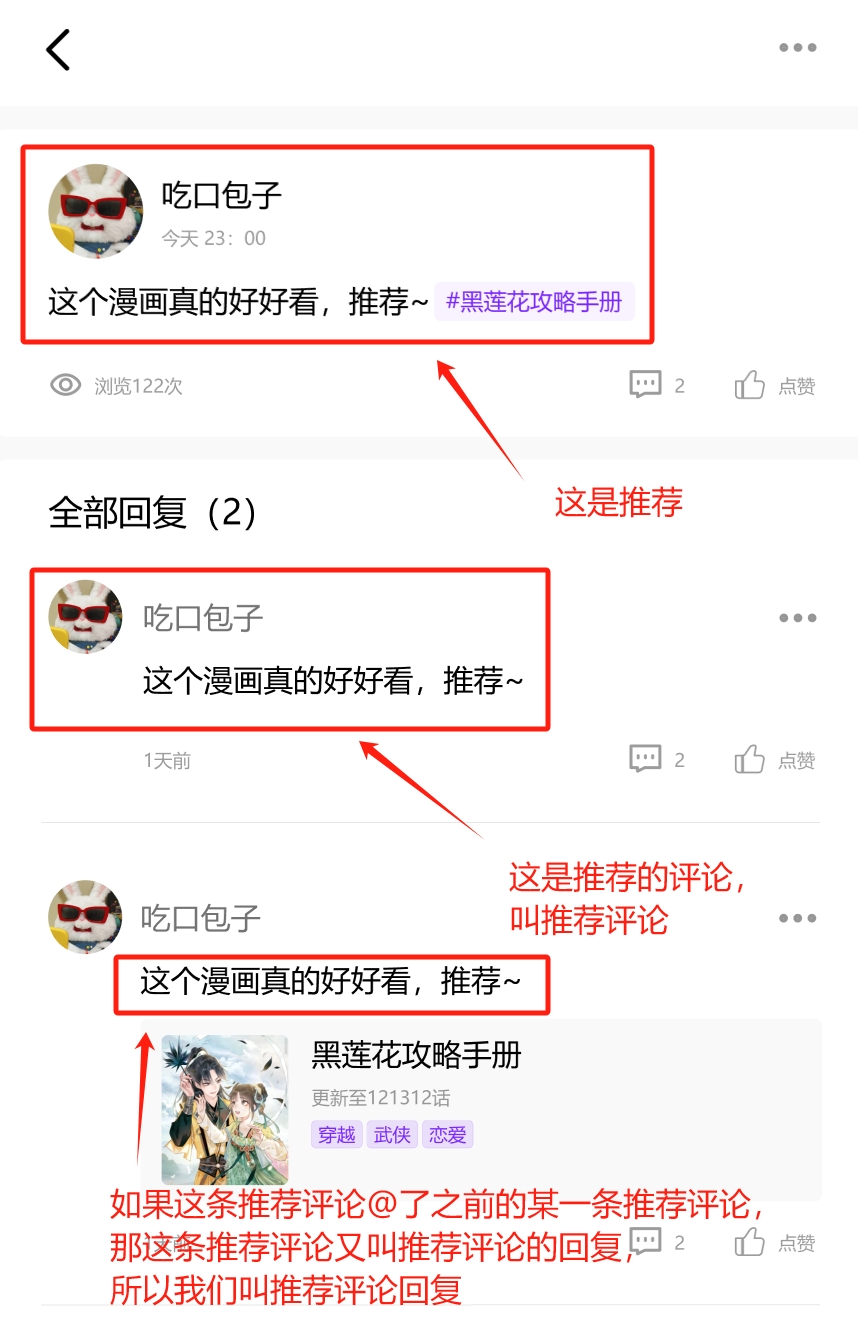 吃口包子
今天 23：00
这个漫画真的好好看，推荐~ #黑莲花攻略手册
浏览122次
2
点赞
这是推荐
全部回复（2）
吃口包子
这个漫画真的好好看，推荐~
1天前
2
点赞
这是推荐的评论，
叫推荐评论
吃口包子
这个漫画真的好好看，推荐~
黑莲花攻略手册
更新至121312话
穿越 武侠 恋爱
如果这条推荐评论@了之前的某一条推荐评论，
那这条推荐评论又叫推荐评论的回复，
所以我们叫推荐评论回复
2
点赞